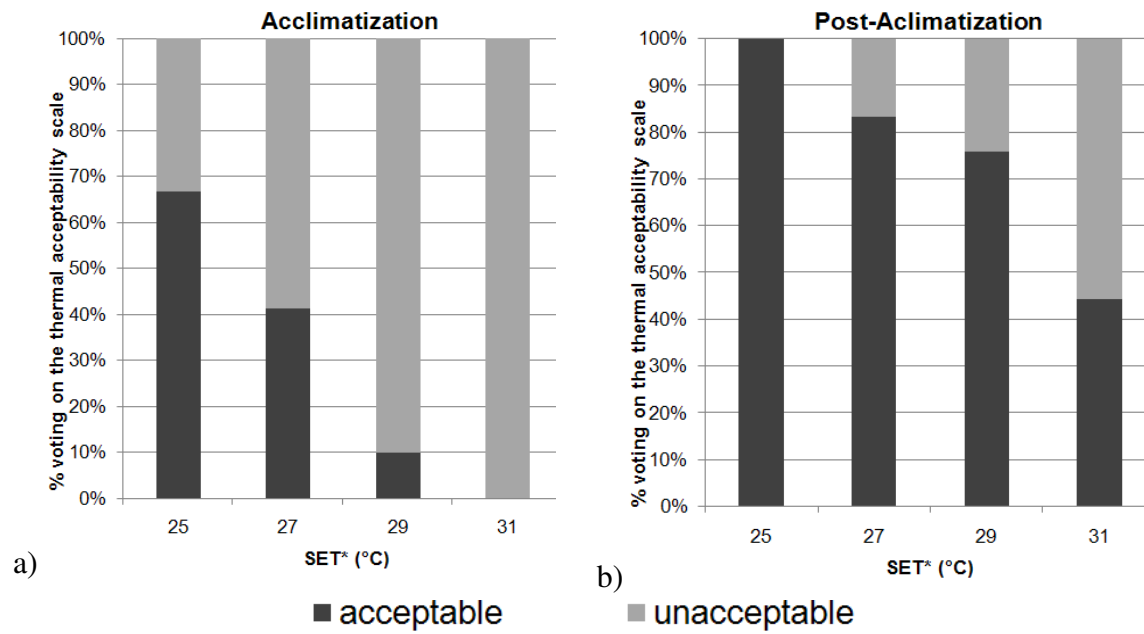 Acclimatization
% voting on the thermal acceptability scale
100%
90%
80%
70%
60%
50%
40%
30%
20%
10%
0%
25 27 29 31
SET* (°C)
a)
Post-Aclimatization
% voting on the thermal acceptability scale
100%
90%
80%
70%
60%
50%
40%
30%
20%
10%
0%
25 27 29 31
SET* (°C)
b)
acceptable unacceptable